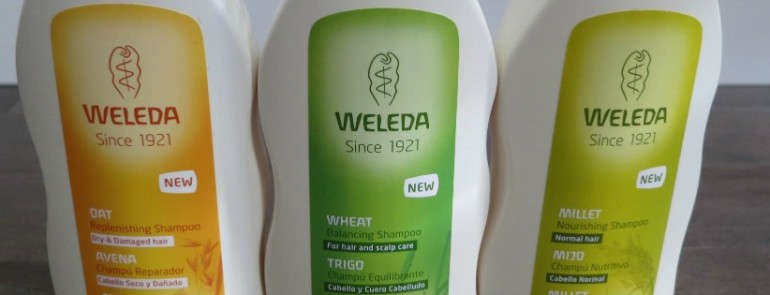 WELEDA
Since 1921
NEW
OAT
Replenishing Shampoo
Dry & Damaged hair
AVENA
Champú Reparador
Cabello Seco y Dañado
WELEDA
Since 1921
NEW
WHEAT
Balancing Shampoo
For hair and scalp care
TRIGO
Champú Equilibrante
Cabello y Cuero Cabelludo
WELEDA
Since 1921
NEW
MILLET
Nourishing Shampoo
Normal hair
MIJO
Champú Nutritivo
Cabello Normal
MILLET